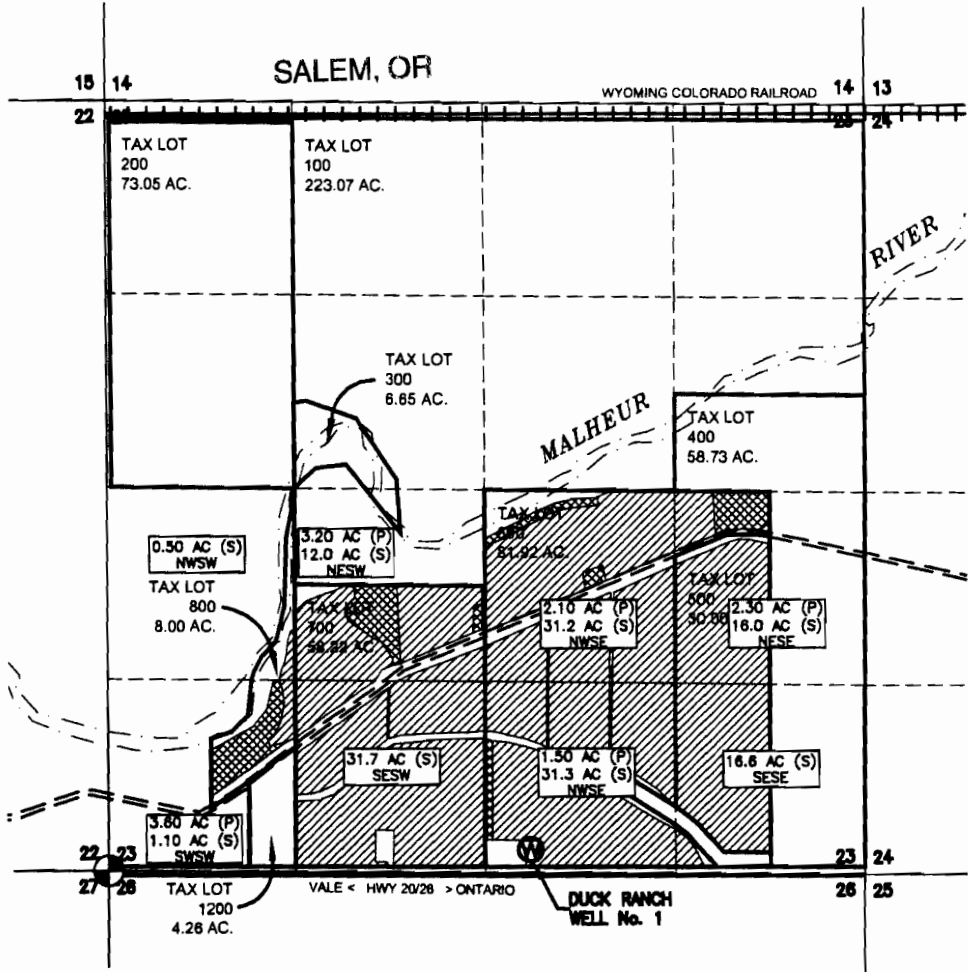 SALEM, OR
15 14
WYOMING COLORADO RAILROAD
14 13
22
24
TAX LOT
200
73.05 AC.
TAX LOT
100
223.07 AC.
RIVER
TAX LOT
300
6.65 AC.
MALHEUR
TAX LOT
400
58.73 AC.
0.50 AC (S)
NWSW
3.20 AC (P)
12.0 AC (S)
NESW
TAX LOT
81.92 AC.
TAX LOT
800
8.00 AC.
TAX LOT
700
TAX LOT
500
2.10 AC (P)
31.2 AC (S)
NWSE
2.30 AC (P)
16.0 AC (S)
NESE
31.7 AC (S)
SESW
1.50 AC (P)
31.3 AC (S)
NWSE
16.6 AC (S)
SESE
3.60 AC (P)
1.10 AC (S)
SWSW
22 23
27 26
23 24
26 25
TAX LOT
1200
4.26 AC.
VALE < HWY 20/26 > ONTARIO
W
DUCK RANCH
WELL No. 1